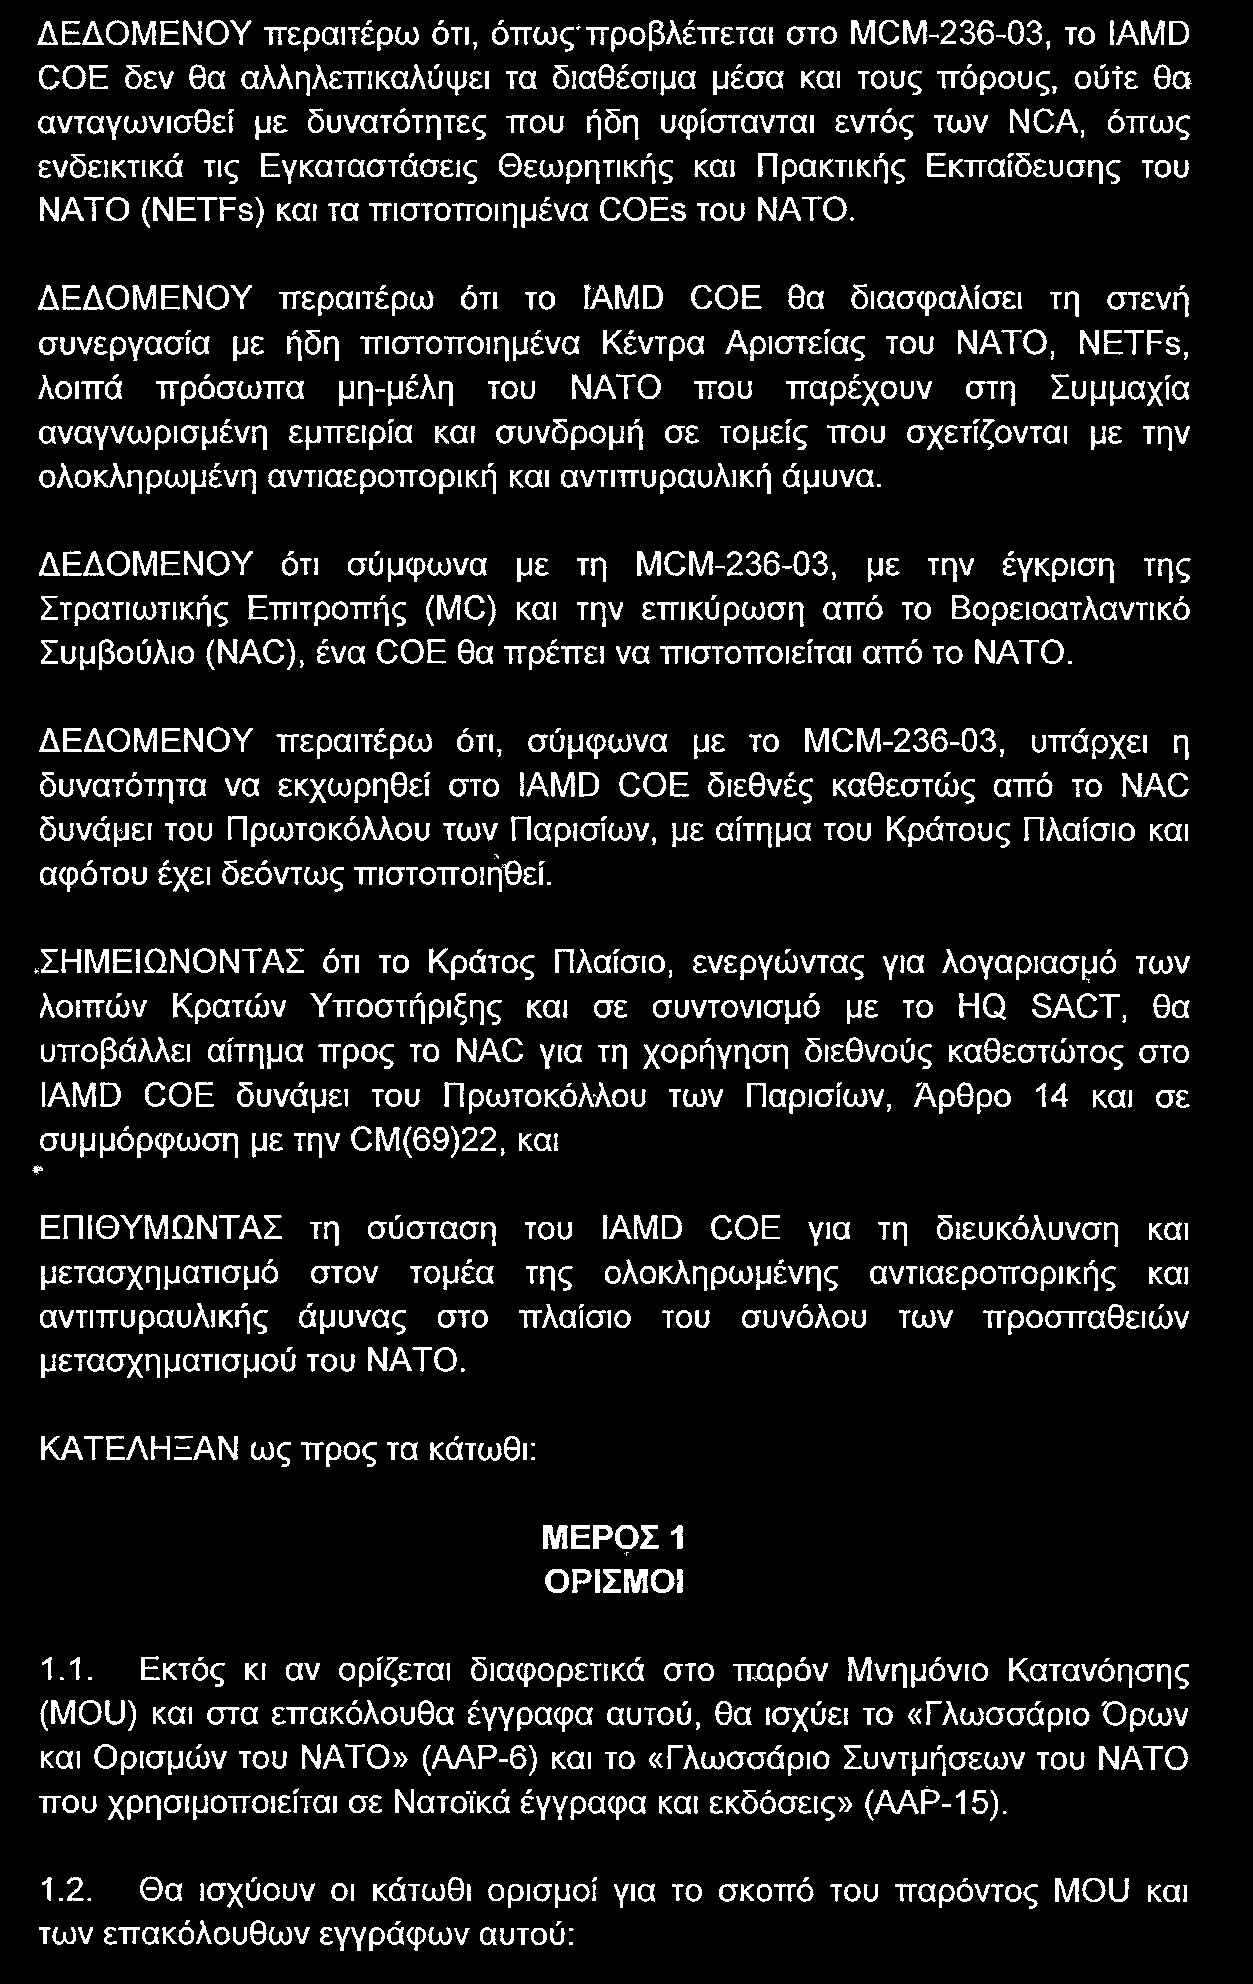 ΔΕΔΟΜΕΝΟΥ περαιτέρω ότι, όπως προβλέπεται στο MCM-236-03, το IAMD
COE δεν θα αλληλεπικαλύψει τα διαθέσιμα μέσα και τους πόρους, ούτε θα
ανταγωνισθεί με δυνατότητες που ήδη υφίστανται εντός των NCA, όπως
ενδεικτικά τις Εγκαταστάσεις Θεωρητικής και Πρακτικής Εκπαίδευσης του
ΝΑΤΟ (NETFs) και τα πιστοποιημένα COEs του ΝΑΤΟ.

ΔΕΔΟΜΕΝΟΥ περαιτέρω ότι το IAMD COE θα διασφαλίσει τη στενή
συνεργασία με ήδη πιστοποιημένα Κέντρα Αριστείας του ΝΑΤΟ, NETFs,
λοιπά πρόσωπα μη-μέλη του ΝΑΤΟ που παρέχουν στη Συμμαχία
αναγνωρισμένη εμπειρία και συνδρομή σε τομείς που σχετίζονται με την
ολοκληρωμένη αντιαεροπορική και αντιπυραυλική άμυνα.

ΔΕΔΟΜΕΝΟΥ ότι σύμφωνα με τη MCM-236-03, με την έγκριση της
Στρατιωτικής Επιτροπής (MC) και την επικύρωση από το Βορειοατλαντικό
Συμβούλιο (NAC), ένα COE θα πρέπει να πιστοποιείται από το ΝΑΤΟ.

ΔΕΔΟΜΕΝΟΥ περαιτέρω ότι, σύμφωνα με το MCM-236-03, υπάρχει η
δυνατότητα να εκχωρηθεί στο IAMD COE διεθνές καθεστώς από το NAC
δυνάμει του Πρωτοκόλλου των Παρισίων, με αίτημα του Κράτους Πλαίσιο και
αφότου έχει δεόντως πιστοποιηθεί.

ΣΗΜΕΙΩΝΟΝΤΑΣ ότι το Κράτος Πλαίσιο, ενεργώντας για λογαριασμό των
λοιπών Κρατών Υποστήριξης και σε συντονισμό με το HQ SACT, θα
υποβάλλει αίτημα προς το NAC για τη χορήγηση διεθνούς καθεστώτος στο
IAMD COE δυνάμει του Πρωτοκόλλου των Παρισίων, Άρθρο 14 και σε
συμμόρφωση με την CM(69)22, και

ΕΠΙΘΥΜΩΝΤΑΣ τη σύσταση του IAMD COE για τη διευκόλυνση και
μετασχηματισμό στον τομέα της ολοκληρωμένης αντιαεροπορικής και
αντιπυραυλικής άμυνας στο πλαίσιο του συνόλου των προσπαθειών
μετασχηματισμού του ΝΑΤΟ.

ΚΑΤΕΛΗΞΑΝ ως προς τα κάτωθι:

ΜΕΡΟΣ 1
ΟΡΙΣΜΟΙ

1.1. Εκτός κι αν ορίζεται διαφορετικά στο παρόν Μνημόνιο Κατανόησης
(MOU) και στα επακόλουθα έγγραφα αυτού, θα ισχύει το «Γλωσσάριο Όρων
και Ορισμών του ΝΑΤΟ» (AAP-6) και το «Γλωσσάριο Συντμήσεων του ΝΑΤΟ
που χρησιμοποιείται σε Νατοϊκά έγγραφα και εκδόσεις» (AAP-15).

1.2. Θα ισχύουν οι κάτωθι ορισμοί για το σκοπό του παρόντος MOU και
των επακόλουθων εγγράφων αυτού: